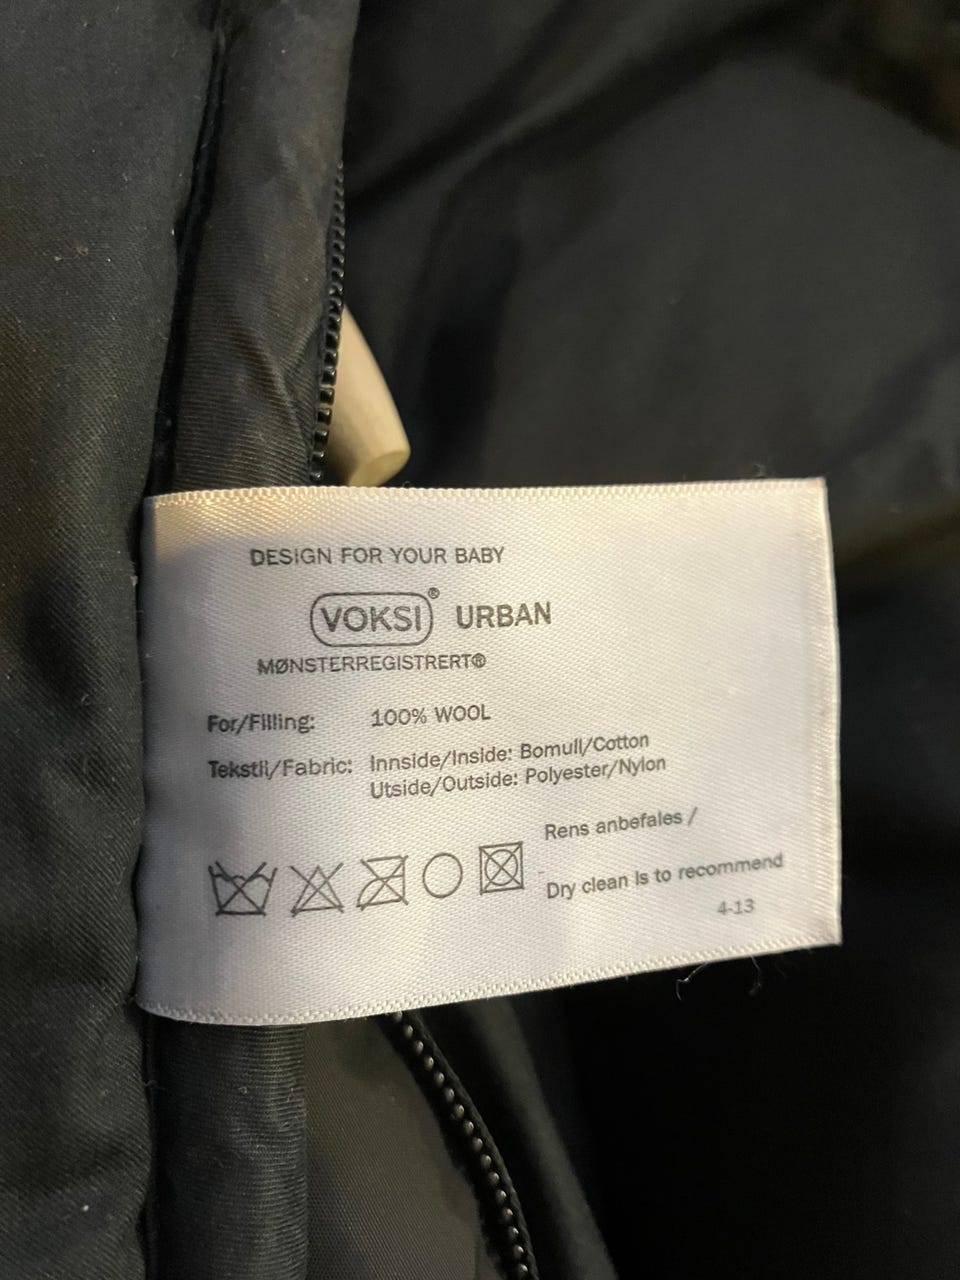 DESIGN FOR YOUR BABY
VOKSI® URBAN
MØNSTERREGISTRERT®
For/Filling: 100% WOOL
Tekstil/Fabric: Innside/Inside: Bomull/Cotton
Utside/Outside: Polyester/Nylon
Rens anbefales /
Dry clean is to recommend
4-13